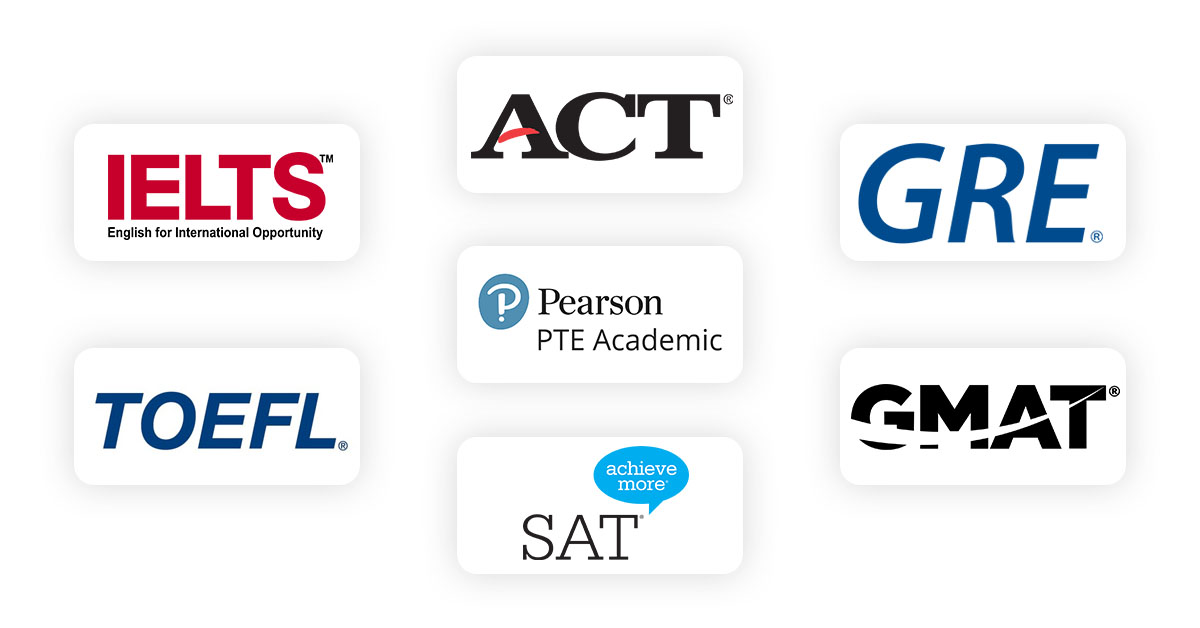 IELTS™
English for International Opportunity
TOEFL®
ACT®
Pearson
PTE Academic
achieve
more®
SAT®
GRE®
GMAT®